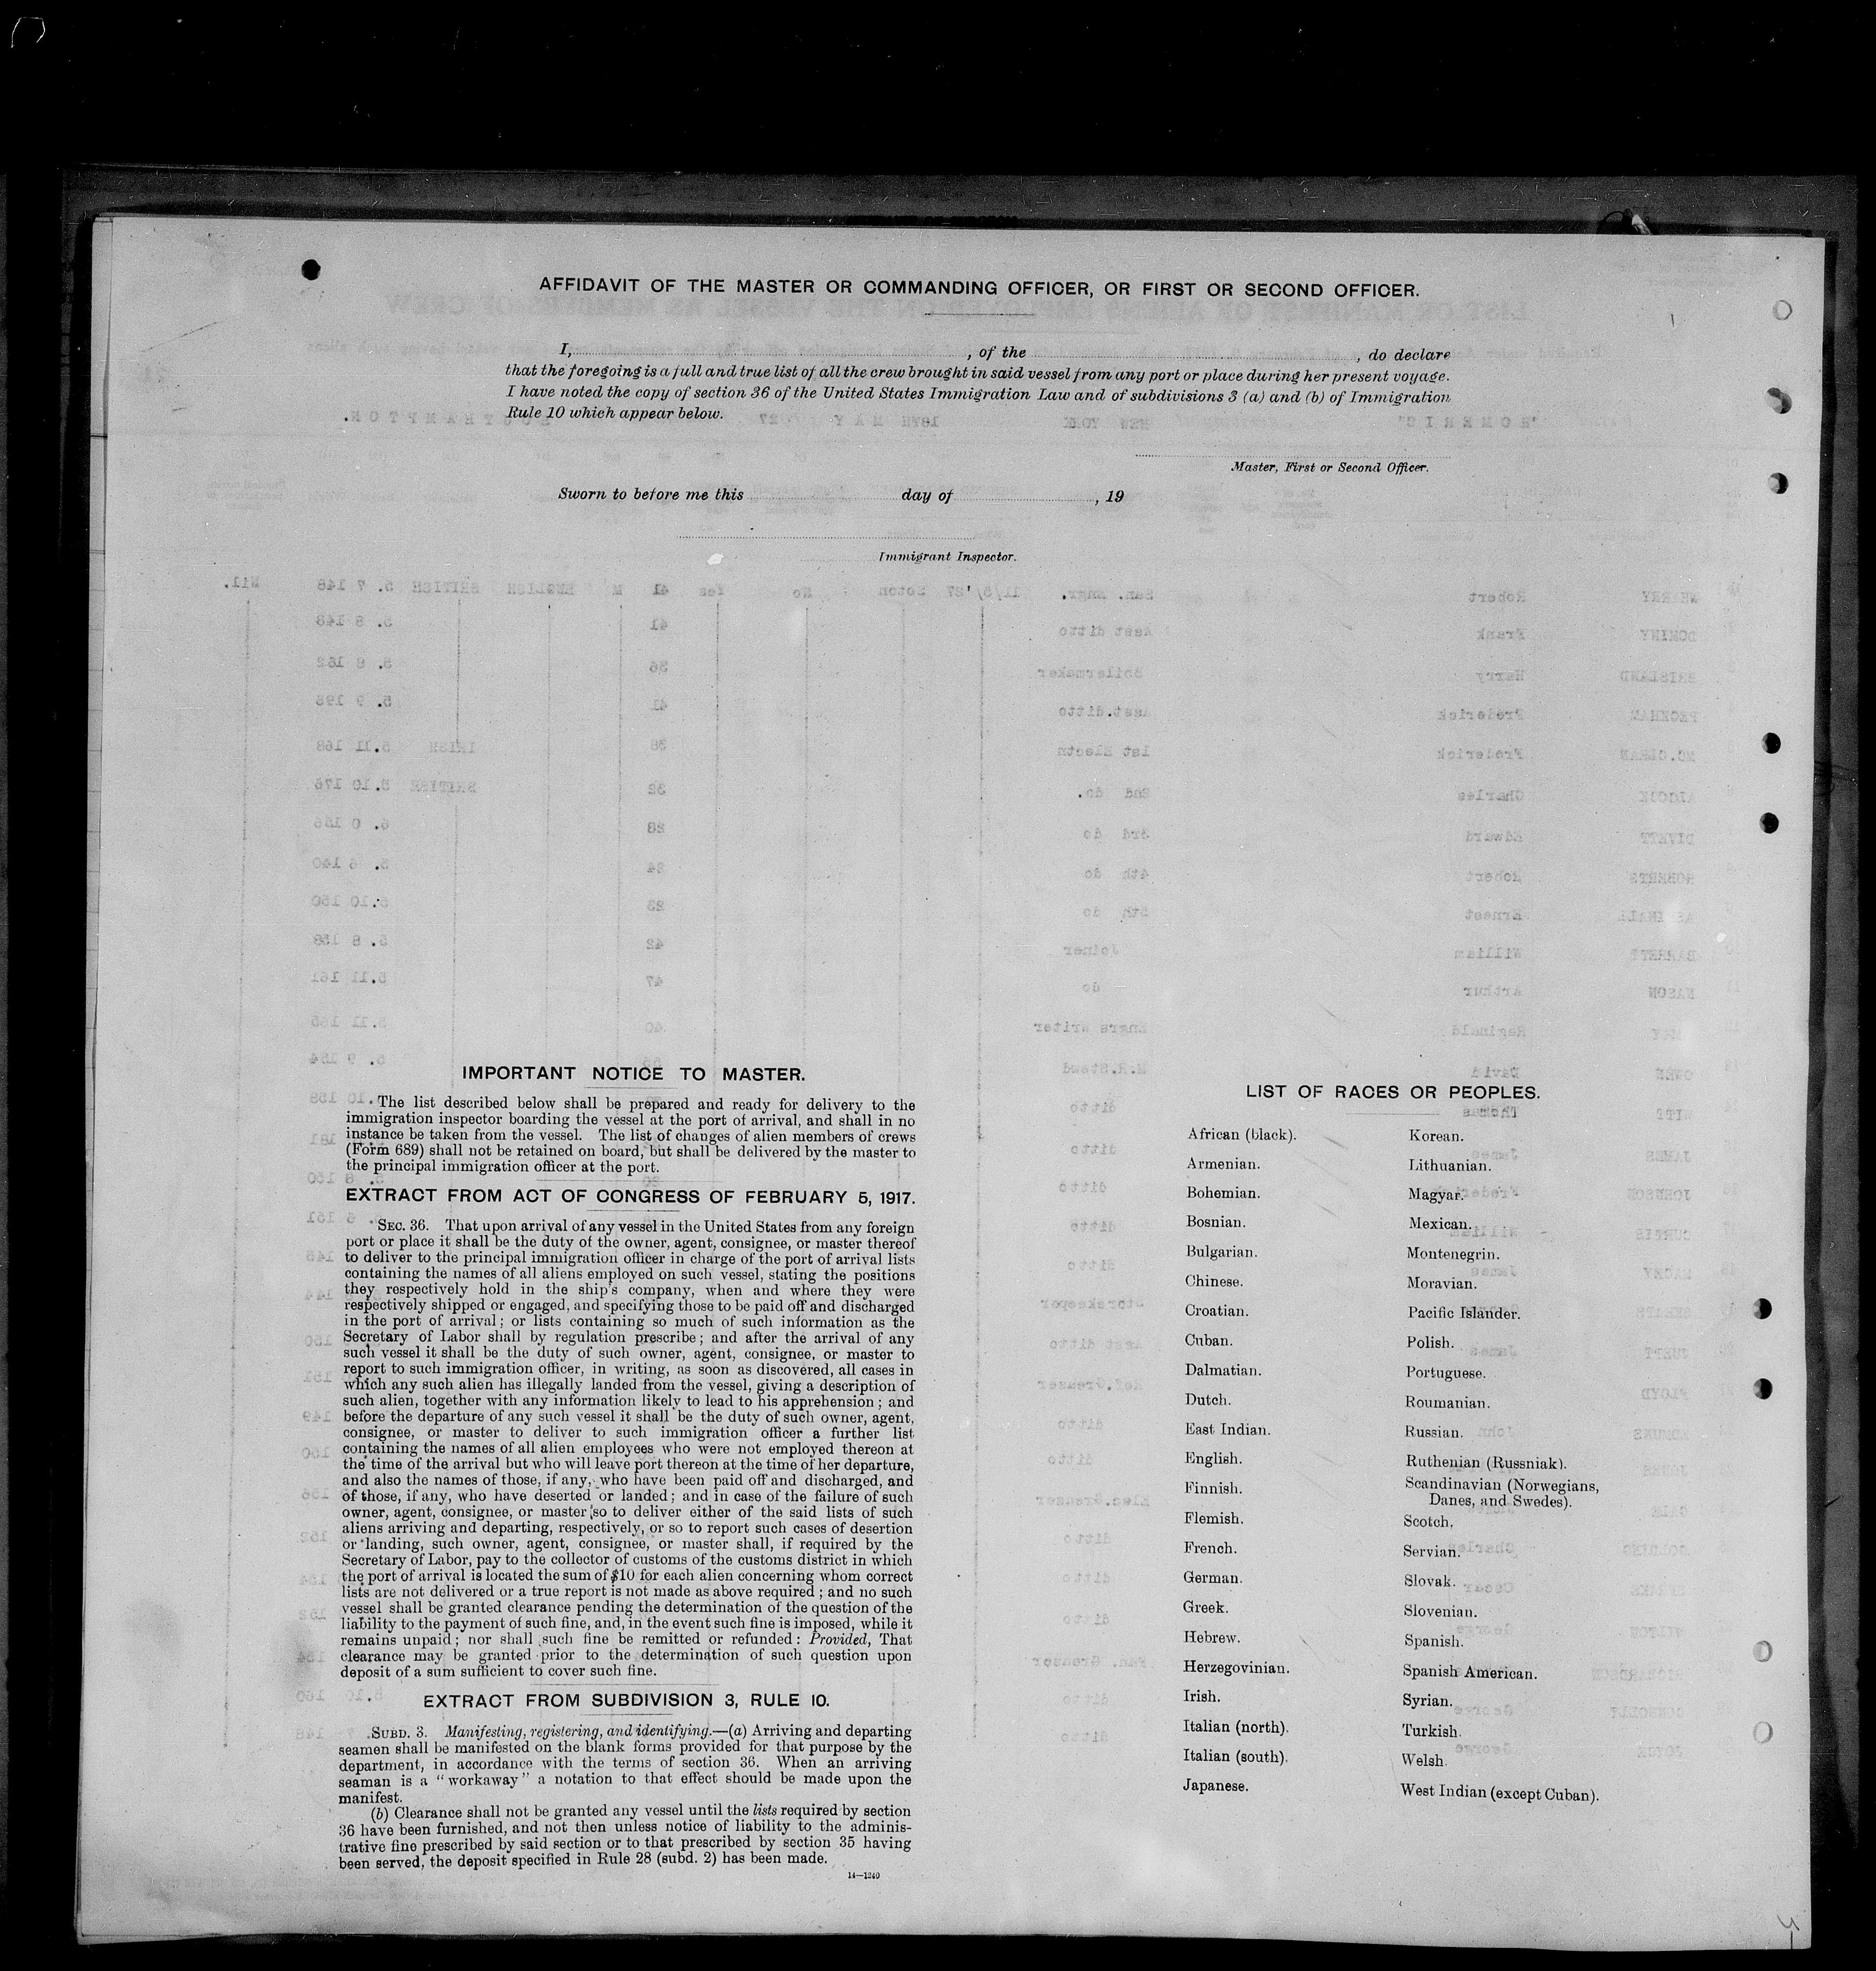 AFFIDAVIT OF THE MASTER OR COMMANDING OFFICER, OR FIRST OR SECOND OFFICER.
I, , of the , do declare
that the foregoing is a full and true list of all the crew brought in said vessel from any port or place during her present voyage.
I have noted the copy of section 36 of the United States Immigration Law and of subdivisions 3 (a) and (b) of Immigration
Rule 10 which appear below.
Master, First or Second Officer.
Sworn to before me this day of , 19
Immigrant Inspector.
IMPORTANT NOTICE TO MASTER.
The list described below shall be prepared and ready for delivery to the
immigration inspector boarding the vessel at the port of arrival, and shall in no
instance be taken from the vessel. The list of changes of alien members of crews
(Form 689) shall not be retained on board, but shall be delivered by the master to
the principal immigration officer at the port.
EXTRACT FROM ACT OF CONGRESS OF FEBRUARY 5, 1917.
SEC. 36. That upon arrival of any vessel in the United States from any foreign
port or place it shall be the duty of the owner, agent, consignee, or master thereof
to deliver to the principal immigration officer in charge of the port of arrival lists
containing the names of all aliens employed on such vessel, stating the positions
they respectively hold in the ship's company, when and where they were
respectively shipped or engaged, and specifying those to be paid off and discharged
in the port of arrival; or lists containing so much of such information as the
Secretary of Labor shall by regulation prescribe; and after the arrival of any
such vessel it shall be the duty of such owner, agent, consignee, or master to
report to such immigration officer, in writing, as soon as discovered, all cases in
which any such alien has illegally landed from the vessel, giving a description of
such alien, together with any information likely to lead to his apprehension; and
before the departure of any such vessel it shall be the duty of such owner, agent,
consignee, or master to deliver to such immigration officer a further list
containing the names of all alien employees who were not employed thereon at
the time of the arrival but who will leave port thereon at the time of her departure,
and also the names of those, if any, who have been paid off and discharged, and
of those, if any, who have deserted or landed; and in case of the failure of such
owner, agent, consignee, or master so to deliver either of the said lists of such
aliens arriving and departing, respectively, or so to report such cases of desertion
or landing, such owner, agent, consignee, or master shall, if required by the
Secretary of Labor, pay to the collector of customs of the customs district in which
the port of arrival is located the sum of $10 for each alien concerning whom correct
lists are not delivered or a true report is not made as above required; and no such
vessel shall be granted clearance pending the determination of the question of the
liability to the payment of such fine, and, in the event such fine is imposed, while it
remains unpaid; nor shall such fine be remitted or refunded: Provided, That
clearance may be granted prior to the determination of such question upon
deposit of a sum sufficient to cover such fine.
EXTRACT FROM SUBDIVISION 3, RULE 10.
SUBD. 3. Manifesting, registering, and identifying.—(a) Arriving and departing
seamen shall be manifested on the blank forms provided for that purpose by the
department, in accordance with the terms of section 36. When an arriving
seaman is a "workaway" a notation to that effect should be made upon the
manifest.
(b) Clearance shall not be granted any vessel until the lists required by section
36 have been furnished, and not then unless notice of liability to the adminis-
trative fine prescribed by said section or to that prescribed by section 35 having
been served, the deposit specified in Rule 28 (subd. 2) has been made.
14—1240
LIST OF RACES OR PEOPLES.
African (black).
Armenian.
Bohemian.
Bosnian.
Bulgarian.
Chinese.
Croatian.
Cuban.
Dalmatian.
Dutch.
East Indian.
English.
Finnish.
Flemish.
French.
German.
Greek.
Hebrew.
Herzegovinian.
Irish.
Italian (north).
Italian (south).
Japanese.
Korean.
Lithuanian.
Magyar.
Mexican.
Montenegrin.
Moravian.
Pacific Islander.
Polish.
Portuguese.
Roumanian.
Russian.
Ruthenian (Russniak).
Scandinavian (Norwegians,
Danes, and Swedes).
Scotch.
Servian.
Slovak.
Slovenian.
Spanish.
Spanish American.
Syrian.
Turkish.
Welsh.
West Indian (except Cuban).